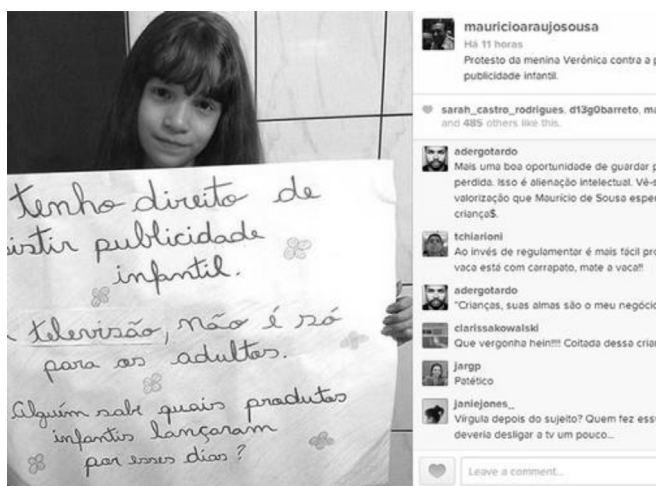 tenho direito de
sistir publicidade
infantil.
televisão, não é só
para os adultos.
Alguém sabe quais produtos
infantis lançaram
por esses dias?
mauricioaraujosousa
Há 11 horas
Protesto da menina Verônica contra a p
publicidade infantil.
sarah_castro_rodrigues, d13g0barreto, ma
and 485 others like this.
adergotardo
Mais uma boa oportunidade de guardar p
perdida. Isso é alienação intelectual. Vê-s
valorização que Mauricio de Sousa esper
criança$.
tchiarioni
Ao invés de regulamentar é mais fácil pro
vaca está com carrapato, mate a vaca!!
adergotardo
"Crianças, suas almas são o meu negócio
clarissakowalski
Que vergonha hein!!!! Coitada dessa crian
jargp
Patético
janiejones_
Vírgula depois do sujeito? Quem fez ess
deveria desligar a tv um pouco...
Leave a comment...